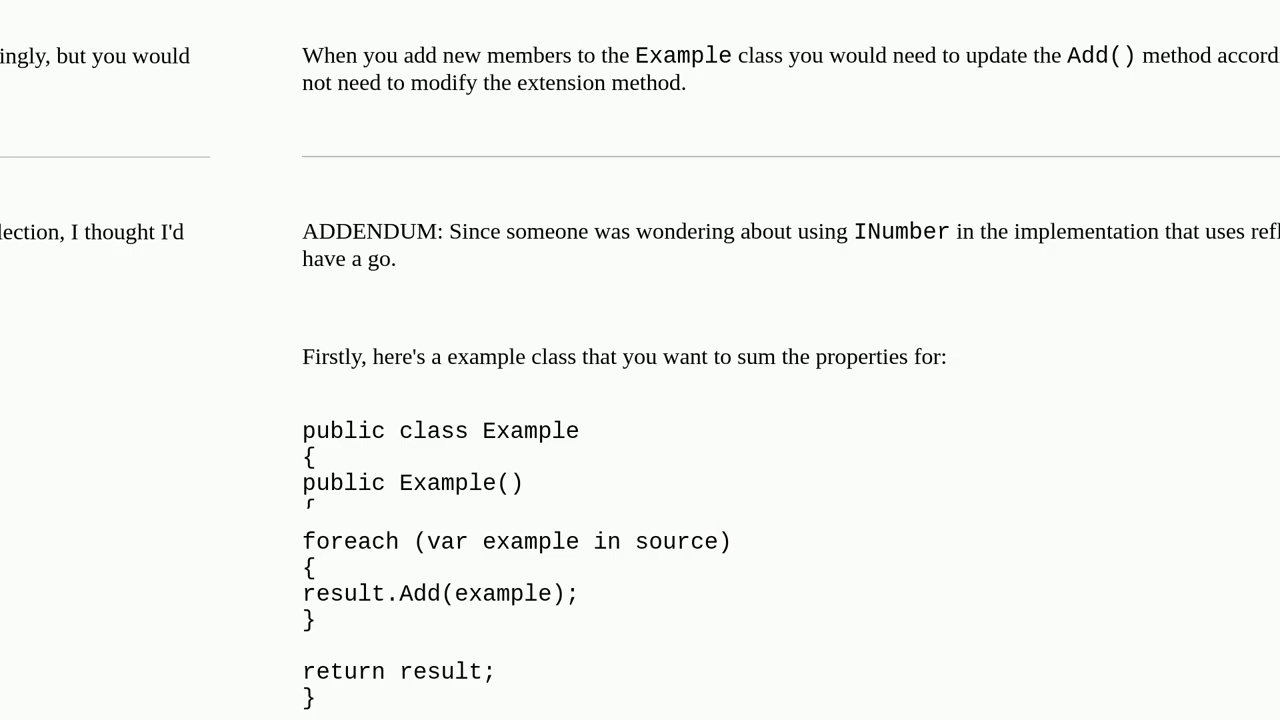 ingly, but you would
When you add new members to the Example class you would need to update the Add() method accord
not need to modify the extension method.
lection, I thought I'd
ADDENDUM: Since someone was wondering about using INumber in the implementation that uses refl
have a go.
Firstly, here's a example class that you want to sum the properties for:
public class Example
{
public Example()
{
foreach (var example in source)
{
result.Add(example);
}
return result;
}